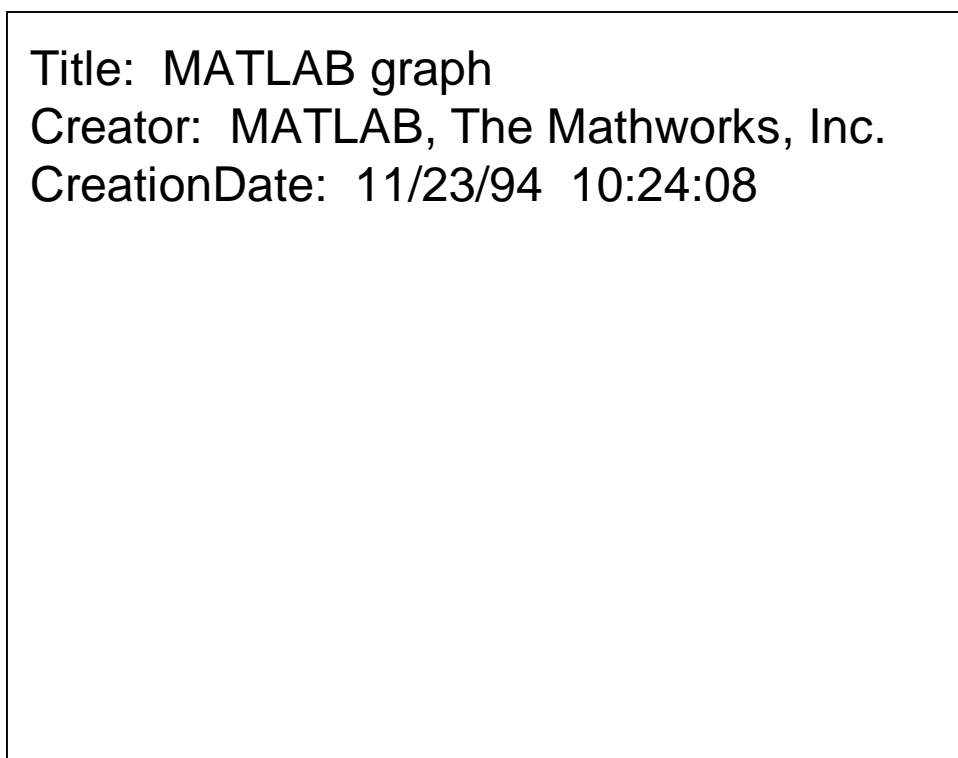 Title:  MATLAB graph
Creator:  MATLAB, The Mathworks, Inc.
CreationDate:  11/23/94  10:24:08